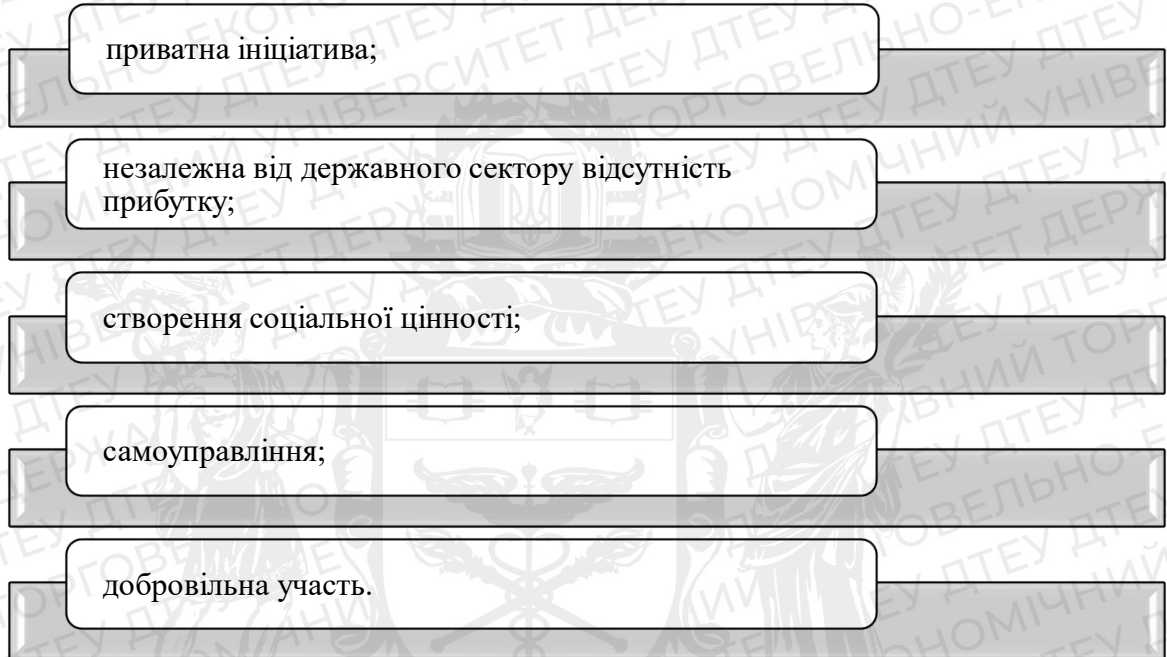 приватна ініціатива;
незалежна від державного сектору відсутність
прибутку;
створення соціальної цінності;
самоуправління;
добровільна участь.